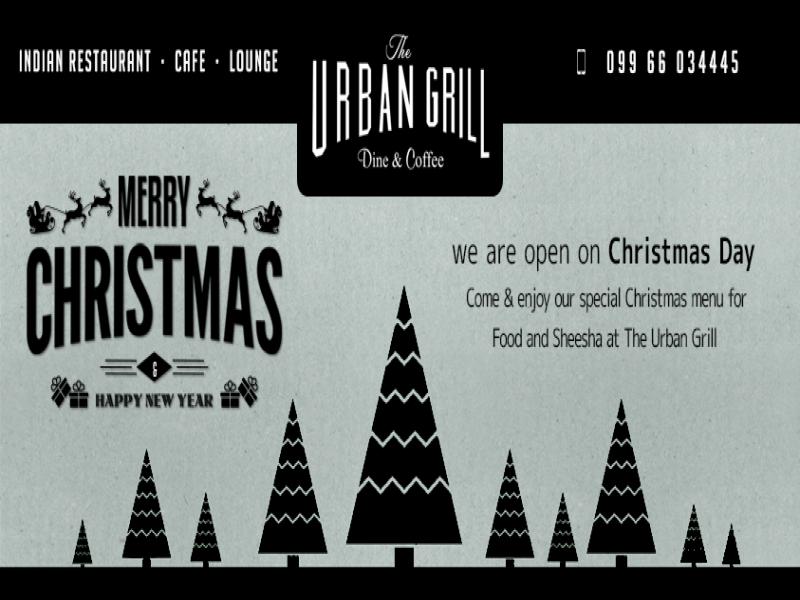 INDIAN RESTAURANT · CAFE · LOUNGE
The
URBAN GRILL
Dine & Coffee
099 66 034445
MERRY
CHRISTMAS
&
HAPPY NEW YEAR
we are open on Christmas Day
Come & enjoy our special Christmas menu for
Food and Sheesha at The Urban Grill